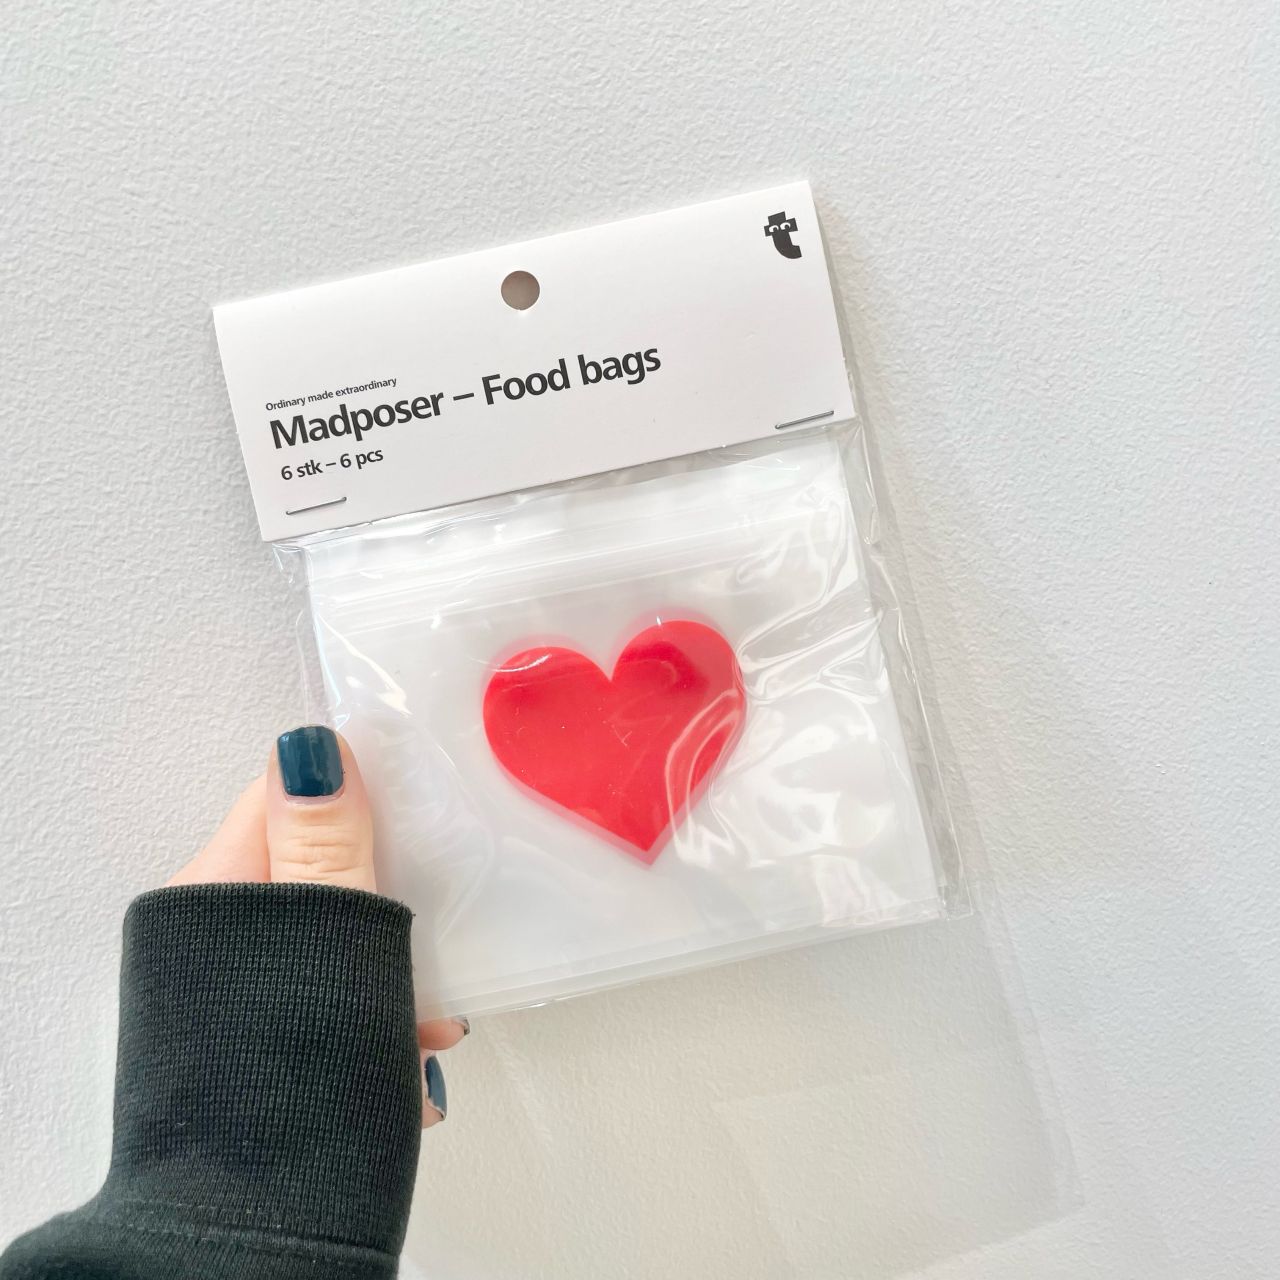 Ordinary made extraordinary
Madposer – Food bags
6 stk – 6 pcs